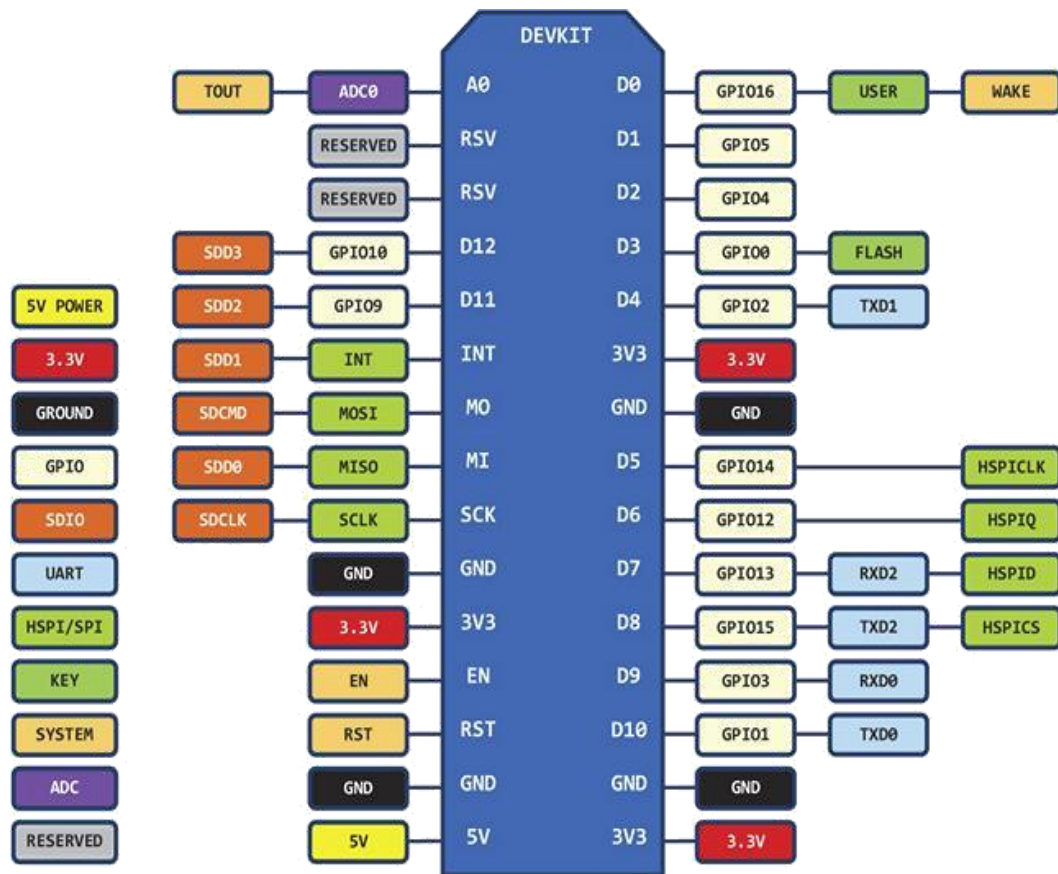 DEVKIT
TOUT ADC0 A0 D0 GPIO16 USER WAKE
RESERVED RSV D1 GPIO5
RESERVED RSV D2 GPIO4
SDD3 GPIO10 D12 D3 GPIO0 FLASH
5V POWER SDD2 GPIO9 D11 D4 GPIO2 TXD1
3.3V SDD1 INT INT 3V3 3.3V
GROUND SDCMD MOSI MO GND GND
GPIO SDD0 MISO MI D5 GPIO14 HSPICLK
SDIO SDCLK SCLK SCK D6 GPIO12 HSPIQ
UART GND GND D7 GPIO13 RXD2 HSPID
HSPI/SPI 3.3V 3V3 D8 GPIO15 TXD2 HSPICS
KEY EN EN D9 GPIO3 RXD0
SYSTEM RST RST D10 GPIO1 TXD0
ADC GND GND GND GND
RESERVED 5V 5V 3V3 3.3V